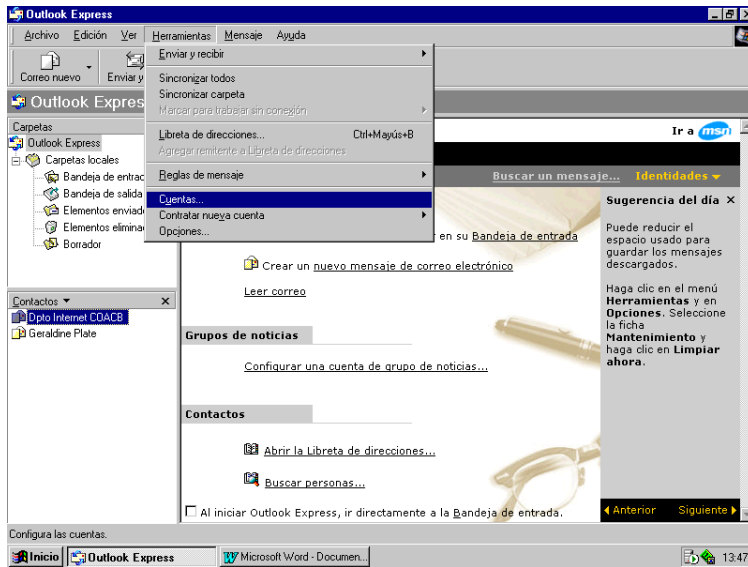 Outlook Express
Archivo Edición Ver Herramientas Mensaje Ayuda
Correo nuevo Enviar y
Enviar y recibir
Sincronizar todos
Sincronizar carpeta
Marcar para trabajar sin conexión
Libreta de direcciones... Ctrl+Mayús+B
Agregar remitente a Libreta de direcciones
Reglas de mensaje
Cuentas...
Contratar nueva cuenta
Opciones...
Outlook Expres
Carpetas
Outlook Express
Carpetas locales
Bandeja de entrac
Bandeja de salida
Elementos enviad
Elementos elimina
Borrador
Contactos
Dpto Internet COACB
Geraldine Plate
Ir a msn
Buscar un mensaje... Identidades
r en su Bandeja de entrada
Crear un nuevo mensaje de correo electrónico
Leer correo
Grupos de noticias
Configurar una cuenta de grupo de noticias...
Contactos
Abrir la Libreta de direcciones...
Buscar personas...
Al iniciar Outlook Express, ir directamente a la Bandeja de entrada.
Sugerencia del día
Puede reducir el
espacio usado para
guardar los mensajes
descargados.
Haga clic en el menú
Herramientas y en
Opciones. Seleccione
la ficha
Mantenimiento y
haga clic en Limpiar
ahora.
Anterior Siguiente
Configura las cuentas.
Inicio Outlook Express Microsoft Word - Documen... 13:47